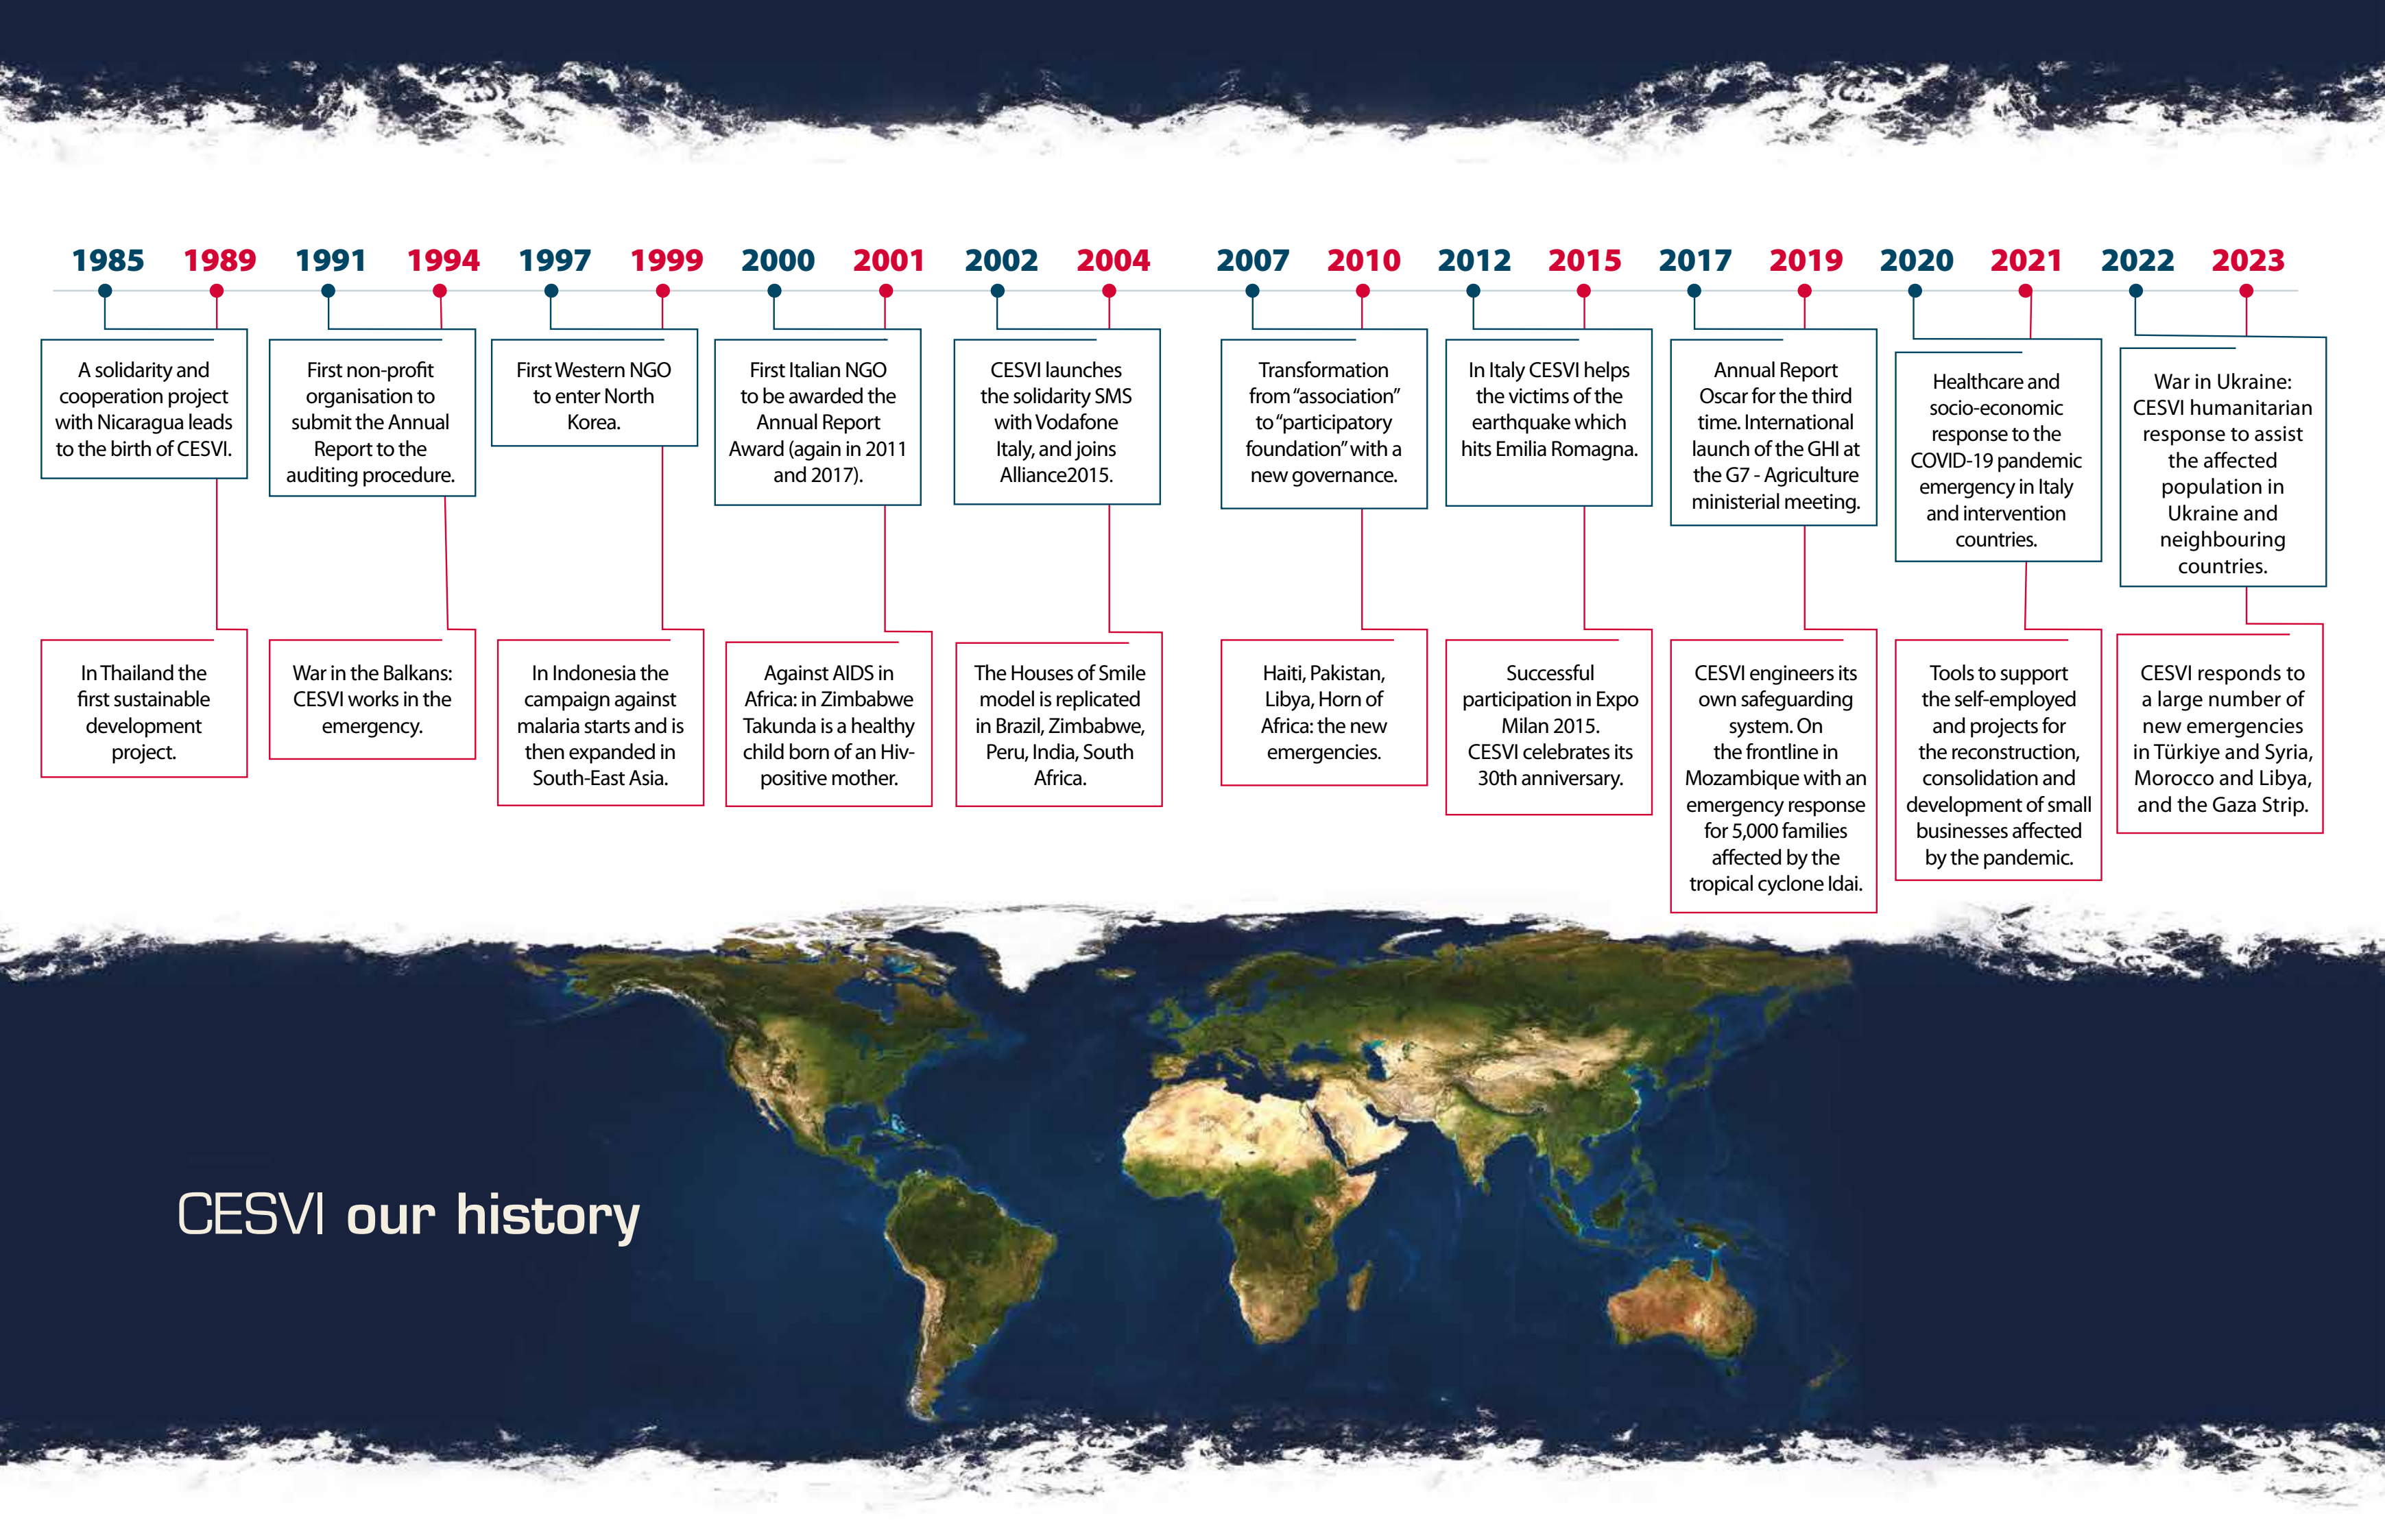 1985 1989 1991 1994 1997 1999 2000 2001 2002 2004 2007 2010 2012 2015 2017 2019 2020 2021 2022 2023
A solidarity and
cooperation project
with Nicaragua leads
to the birth of CESVI.
First non-profit
organisation to
submit the Annual
Report to the
auditing procedure.
First Western NGO
to enter North
Korea.
First Italian NGO
to be awarded the
Annual Report
Award (again in 2011
and 2017).
CESVI launches
the solidarity SMS
with Vodafone
Italy, and joins
Alliance2015.
Transformation
from “association”
to “participatory
foundation” with a
new governance.
In Italy CESVI helps
the victims of the
earthquake which
hits Emilia Romagna.
Annual Report
Oscar for the third
time. International
launch of the GHI at
the G7 - Agriculture
ministerial meeting.
Healthcare and
socio-economic
response to the
COVID-19 pandemic
emergency in Italy
and intervention
countries.
War in Ukraine:
CESVI humanitarian
response to assist
the affected
population in
Ukraine and
neighbouring
countries.
In Thailand the
first sustainable
development
project.
War in the Balkans:
CESVI works in the
emergency.
In Indonesia the
campaign against
malaria starts and is
then expanded in
South-East Asia.
Against AIDS in
Africa: in Zimbabwe
Takunda is a healthy
child born of an Hiv-
positive mother.
The Houses of Smile
model is replicated
in Brazil, Zimbabwe,
Peru, India, South
Africa.
Haiti, Pakistan,
Libya, Horn of
Africa: the new
emergencies.
Successful
participation in Expo
Milan 2015.
CESVI celebrates its
30th anniversary.
CESVI engineers its
own safeguarding
system. On
the frontline in
Mozambique with an
emergency response
for 5,000 families
affected by the
tropical cyclone Idai.
Tools to support
the self-employed
and projects for
the reconstruction,
consolidation and
development of small
businesses affected
by the pandemic.
CESVI responds to
a large number of
new emergencies
in Türkiye and Syria,
Morocco and Libya,
and the Gaza Strip.
CESVI our history